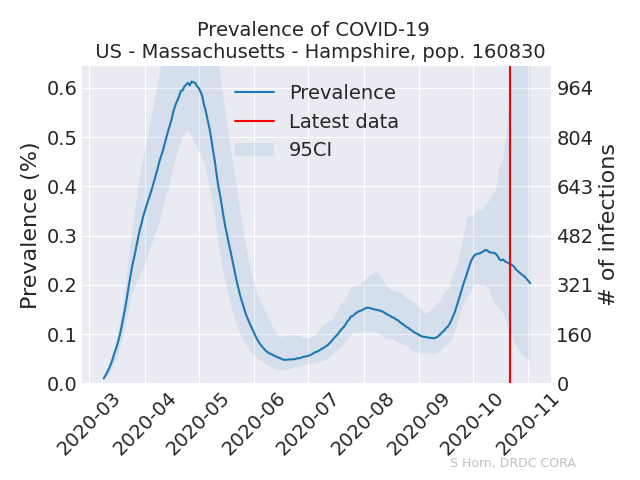 Prevalence of COVID-19
US - Massachusetts - Hampshire, pop. 160830
Prevalence
Latest data
95CI
Prevalence (%)
0.6
0.5
0.4
0.3
0.2
0.1
0.0
964
804
643
482
321
160
0
# of infections
2020-03
2020-04
2020-05
2020-06
2020-07
2020-08
2020-09
2020-10
2020-11
S Horn, DRDC CORA